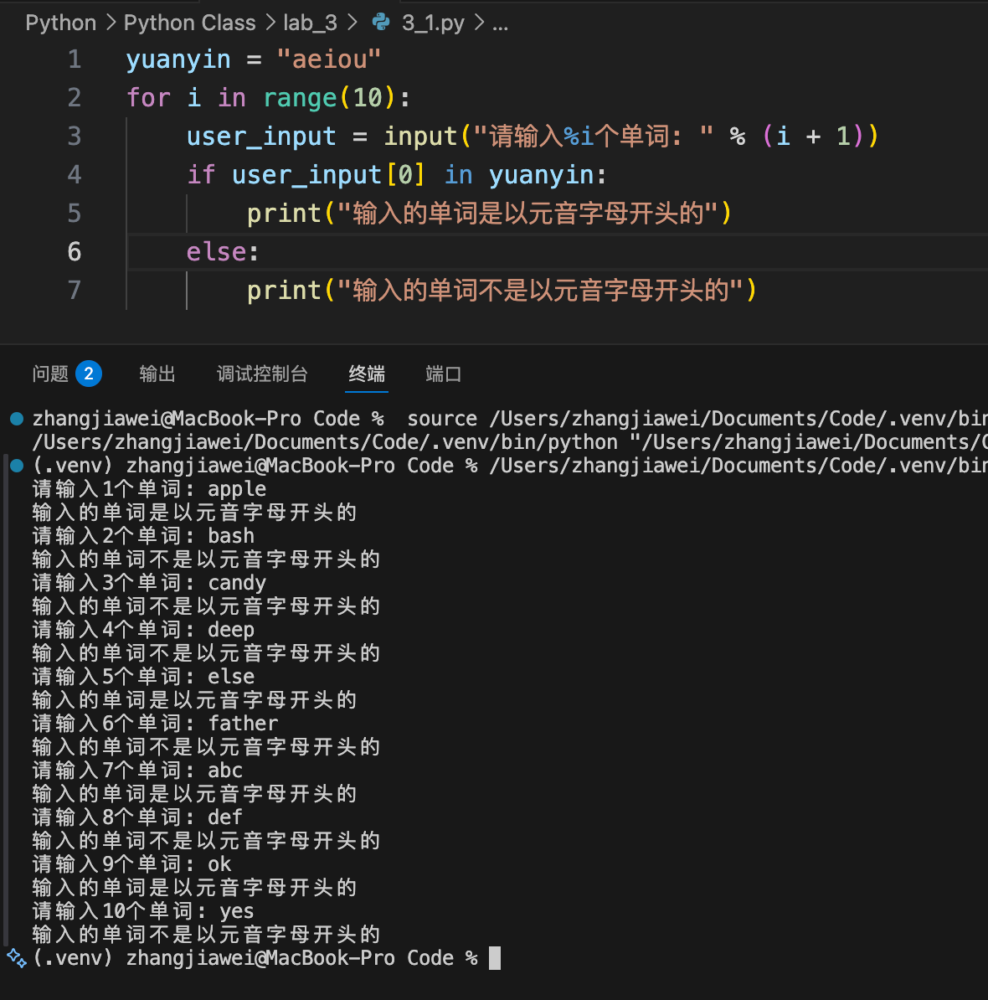 Python > Python Class > lab_3 > 3_1.py > ...
1 yuanyin = "aeiou"
2 for i in range(10):
3     user_input = input("请输入%i个单词: " % (i + 1))
4     if user_input[0] in yuanyin:
5         print("输入的单词是以元音字母开头的")
6     else:
7         print("输入的单词不是以元音字母开头的")
问题 2 输出 调试控制台 终端 端口
zhangjiawei@MacBook-Pro Code %  source /Users/zhangjiawei/Documents/Code/.venv/bin
/Users/zhangjiawei/Documents/Code/.venv/bin/python "/Users/zhangjiawei/Documents/C
(.venv) zhangjiawei@MacBook-Pro Code % /Users/zhangjiawei/Documents/Code/.venv/bin
请输入1个单词: apple
输入的单词是以元音字母开头的
请输入2个单词: bash
输入的单词不是以元音字母开头的
请输入3个单词: candy
输入的单词不是以元音字母开头的
请输入4个单词: deep
输入的单词不是以元音字母开头的
请输入5个单词: else
输入的单词是以元音字母开头的
请输入6个单词: father
输入的单词不是以元音字母开头的
请输入7个单词: abc
输入的单词是以元音字母开头的
请输入8个单词: def
输入的单词不是以元音字母开头的
请输入9个单词: ok
输入的单词是以元音字母开头的
请输入10个单词: yes
输入的单词不是以元音字母开头的
(.venv) zhangjiawei@MacBook-Pro Code %